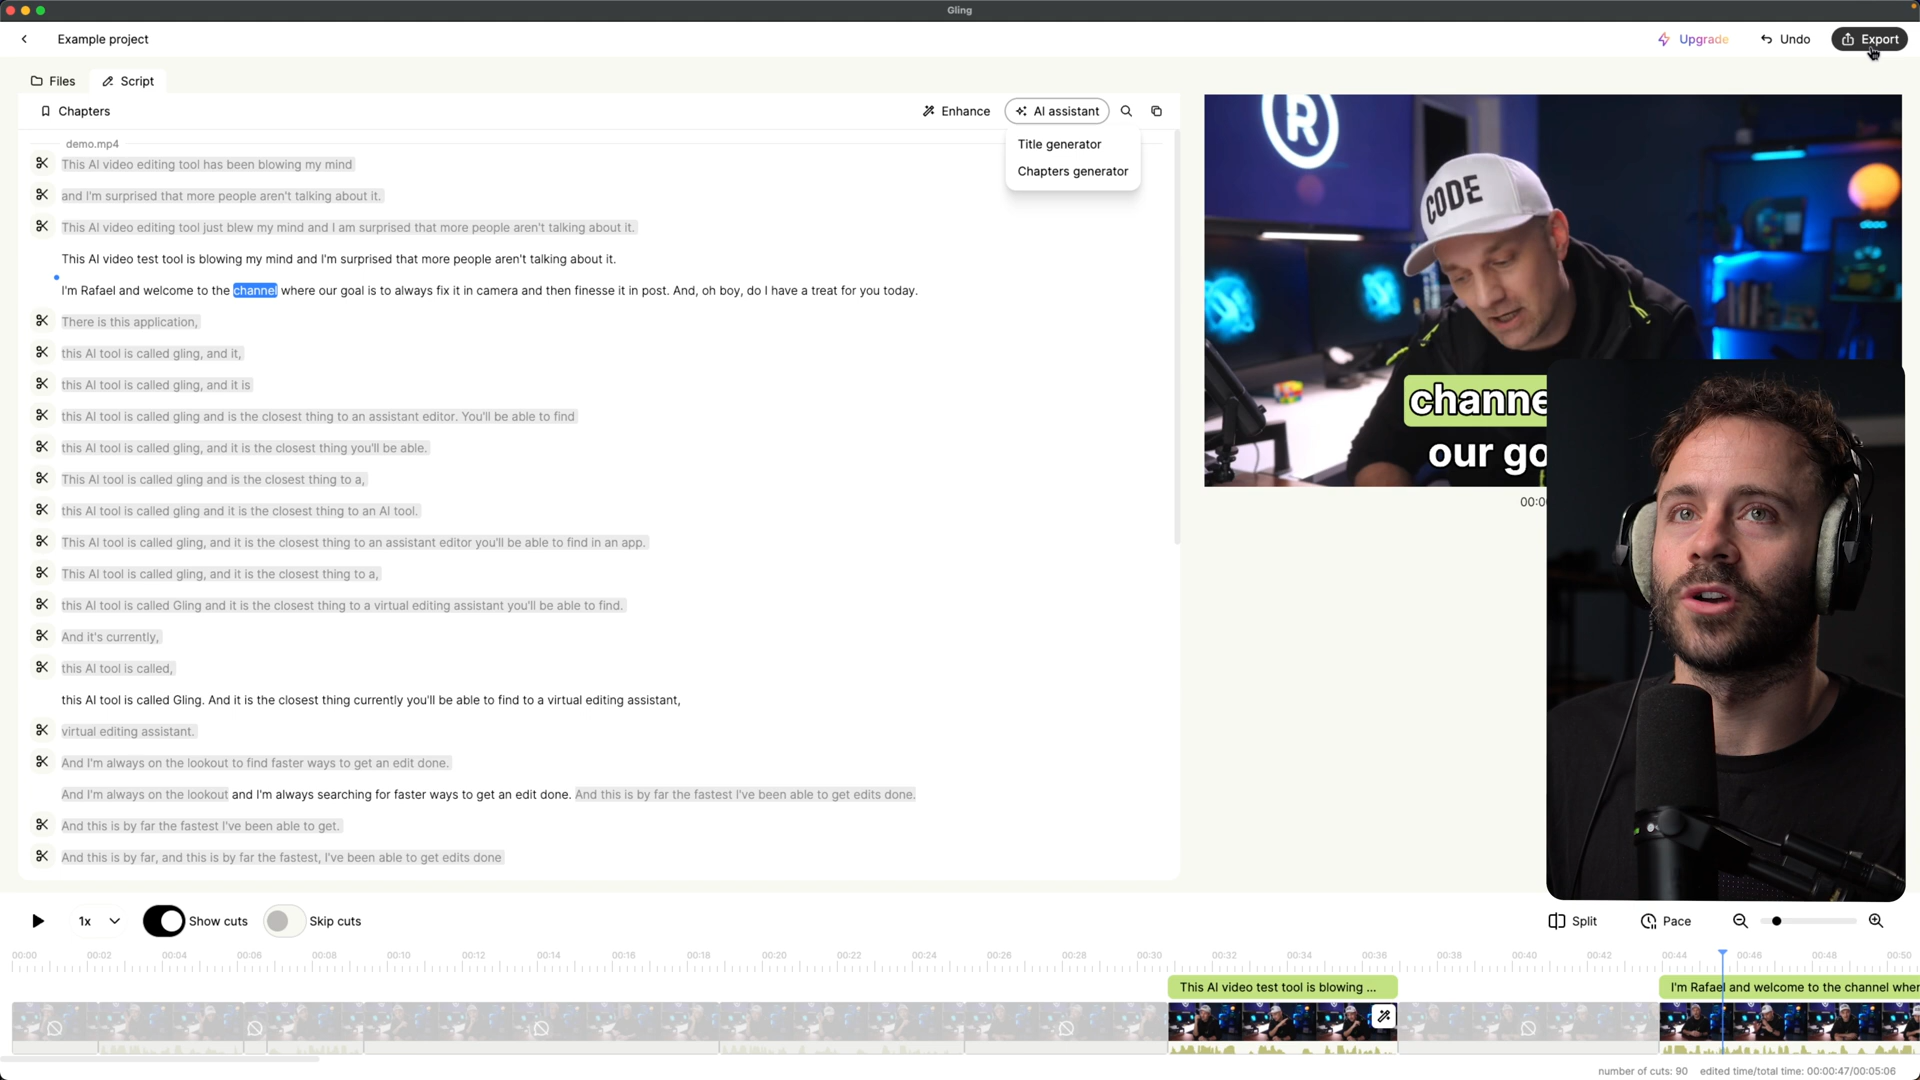 Gling
Example project
Upgrade
Undo
Export
Files
Script
Chapters
Enhance
AI assistant
Title generator
Chapters generator
demo.mp4
This AI video editing tool has been blowing my mind
and I'm surprised that more people aren't talking about it.
This AI video editing tool just blew my mind and I am surprised that more people aren't talking about it.
This AI video test tool is blowing my mind and I'm surprised that more people aren't talking about it.
I'm Rafael and welcome to the channel where our goal is to always fix it in camera and then finesse it in post. And, oh boy, do I have a treat for you today.
There is this application,
this AI tool is called gling, and it,
this AI tool is called gling, and it is
this AI tool is called gling and is the closest thing to an assistant editor. You'll be able to find
this AI tool is called gling, and it is the closest thing you'll be able.
This AI tool is called gling and is the closest thing to a,
this AI tool is called gling and it is the closest thing to an AI tool.
This AI tool is called gling, and it is the closest thing to an assistant editor you'll be able to find in an app.
This AI tool is called gling, and it is the closest thing to a,
this AI tool is called Gling and it is the closest thing to a virtual editing assistant you'll be able to find.
And it's currently,
this AI tool is called,
this AI tool is called Gling. And it is the closest thing currently you'll be able to find to a virtual editing assistant,
virtual editing assistant.
And I'm always on the lookout to find faster ways to get an edit done.
And I'm always on the lookout and I'm always searching for faster ways to get an edit done. And this is by far the fastest I've been able to get edits done.
And this is by far the fastest I've been able to get.
And this is by far, and this is by far the fastest, I've been able to get edits done
R
CODE
channe
our go
00:0
1x
Show cuts
Skip cuts
Split
Pace
00:00 00:02 00:04 00:06 00:08 00:10 00:12 00:14 00:16 00:18 00:20 00:22 00:24 00:26 00:28 00:30 00:32 00:34 00:36 00:38 00:40 00:42 00:44 00:46 00:48 00:50
This AI video test tool is blowing ...
I'm Rafael and welcome to the channel wher
number of cuts: 90
edited time/total time: 00:00:47/00:05:06